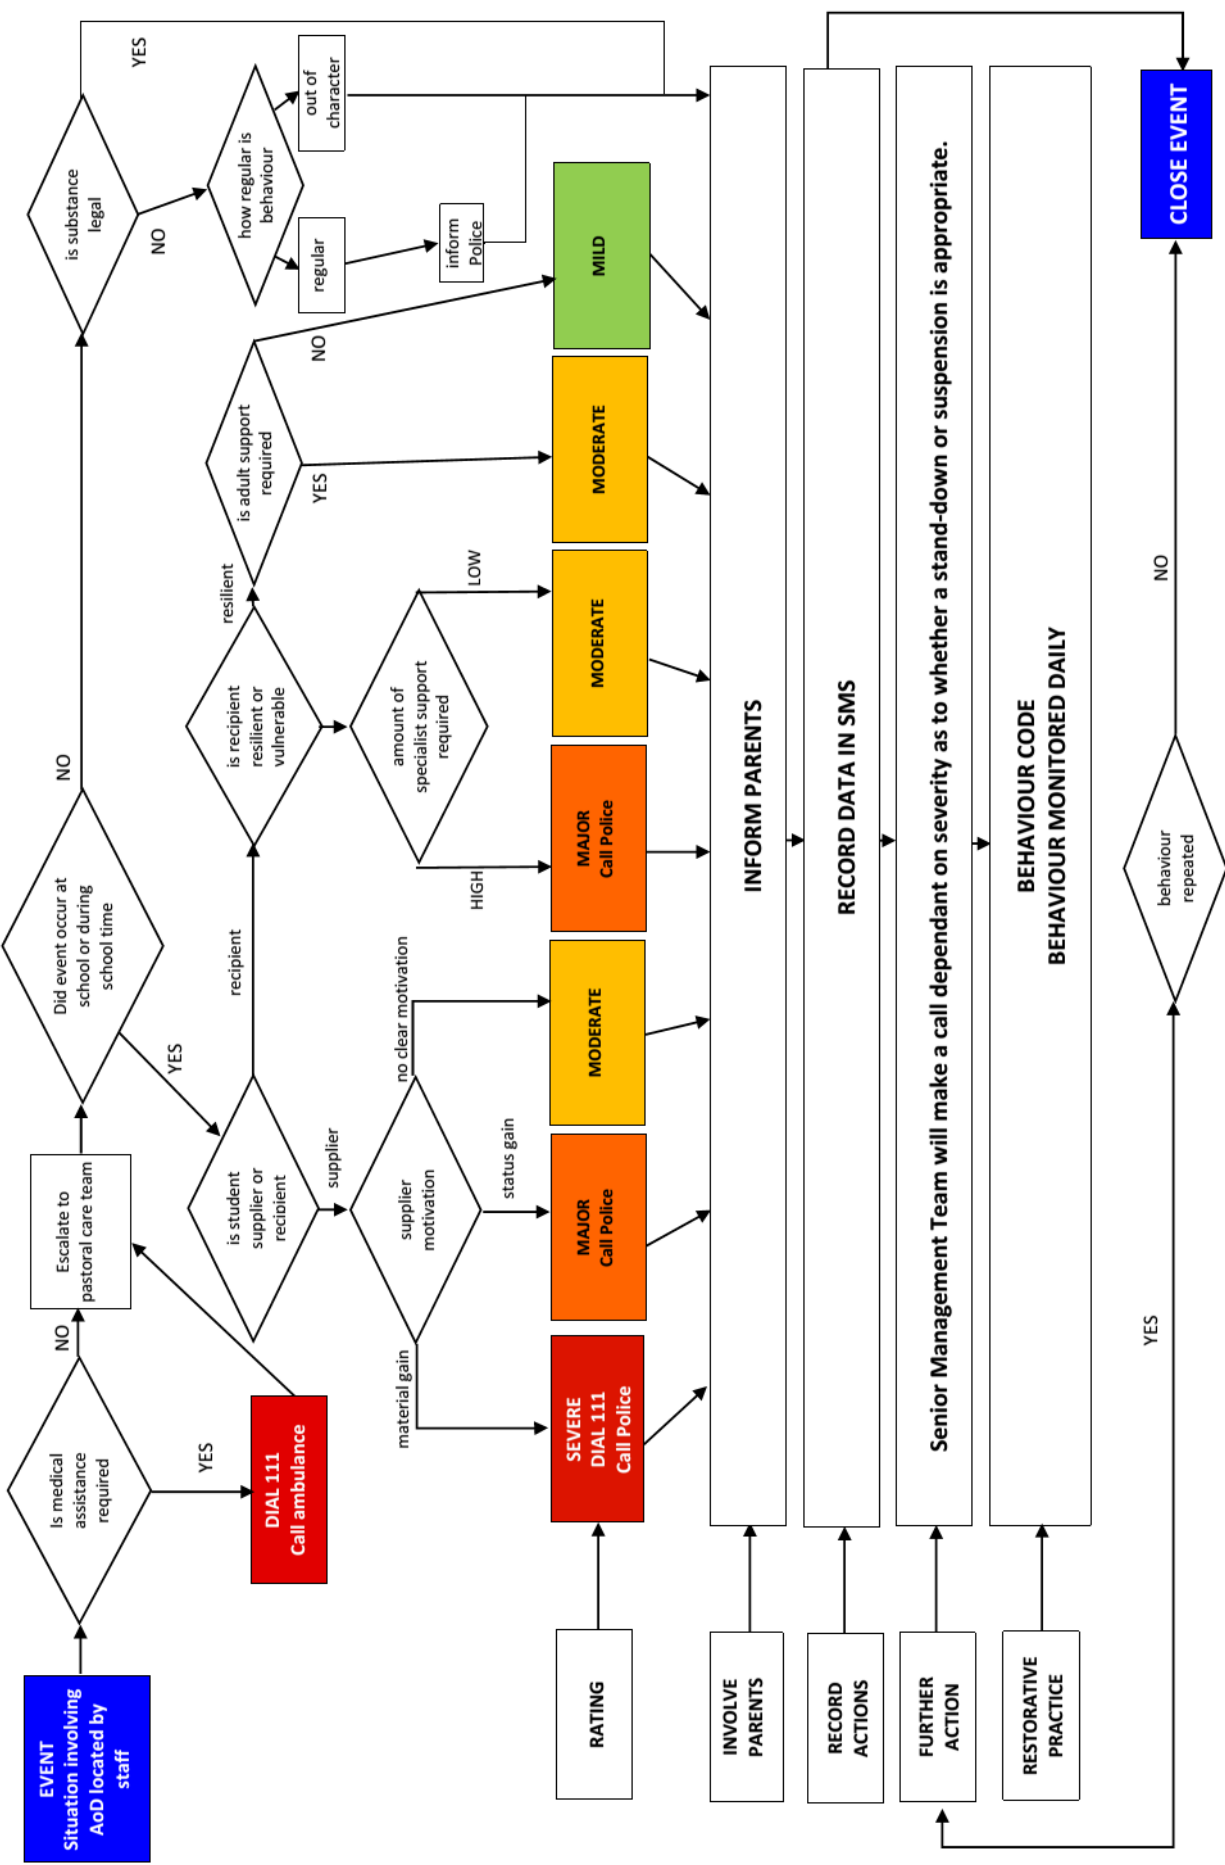 EVENT
Situation involving
AoD located by
staff
Is medical
assistance
required
NO
YES
DIAL 111
Call ambulance
Escalate to
pastoral care team
Did event occur at
school or during
school time
NO
YES
is substance
legal
YES
NO
how regular is
behaviour
regular
out of
character
inform
Police
is student
supplier or
recipient
recipient
supplier
is recipient
resilient or
vulnerable
resilient
is adult support
required
NO
YES
supplier
motivation
material gain
status gain
no clear motivation
amount of
specialist support
required
HIGH
LOW
RATING
SEVERE
DIAL 111
Call Police
MAJOR
Call Police
MODERATE
MAJOR
Call Police
MODERATE
MODERATE
MILD
INVOLVE
PARENTS
INFORM PARENTS
RECORD
ACTIONS
RECORD DATA IN SMS
FURTHER
ACTION
Senior Management Team will make a call dependant on severity as to whether a stand-down or suspension is appropriate.
RESTORATIVE
PRACTICE
BEHAVIOUR CODE
BEHAVIOUR MONITORED DAILY
YES
behaviour
repeated
NO
CLOSE EVENT